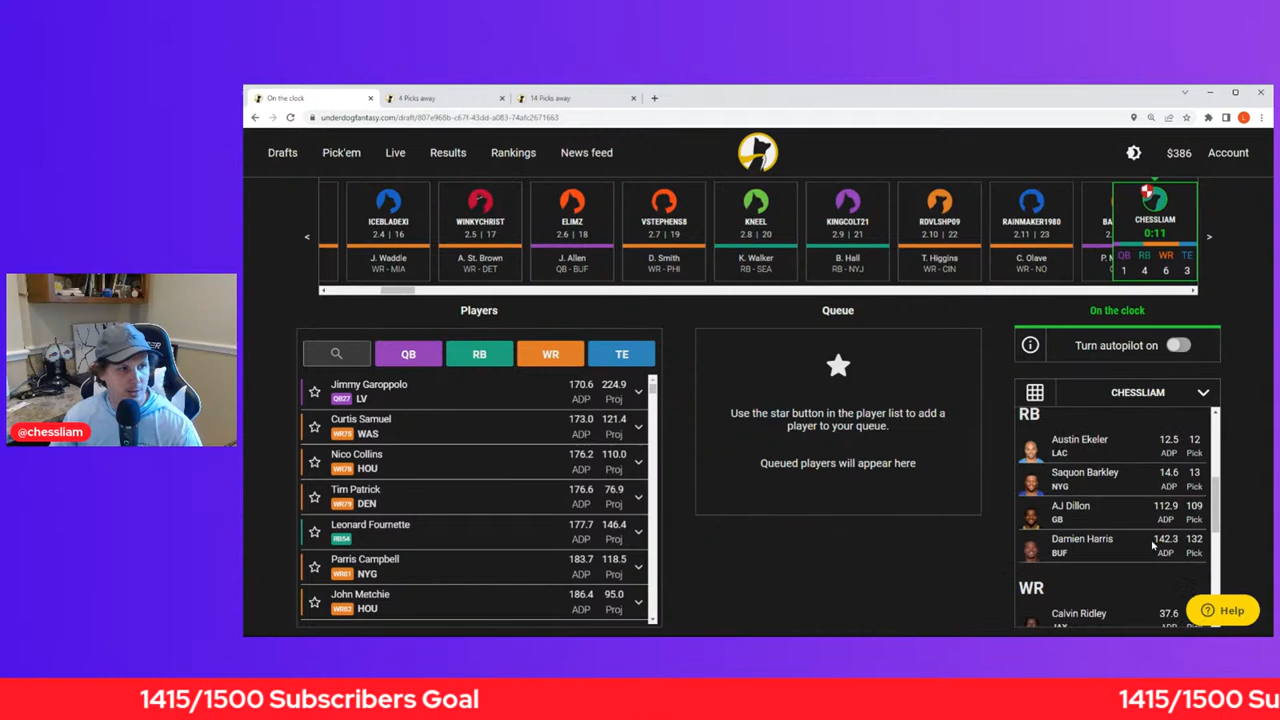 On the clock
4 Picks away
14 Picks away
underdogfantasy.com/draft/807e968b-c67f-43dd-a083-74afc2671663
Drafts Pick'em Live Results Rankings News feed $386 Account
ICEBLADEXI WINKYCHRIST ELIMZ VSTEPHENS8 KNEEL KINGCOLT21 RDVLSHP09 RAINMAKER1980 BA CHESSLIAM
2.4 | 16 2.5 | 17 2.6 | 18 2.7 | 19 2.8 | 20 2.9 | 21 2.10 | 22 2.11 | 23 0:11
J. Waddle A. St. Brown J. Allen D. Smith K. Walker B. Hall T. Higgins C. Olave P. M QB RB WR TE
WR - MIA WR - DET QB - BUF WR - PHI RB - SEA RB - NYJ WR - CIN WR - NO 1 4 6 3
Players
QB RB WR TE
Jimmy Garoppolo 170.6 224.9
QB27 LV ADP Proj
Curtis Samuel 173.0 121.4
WR75 WAS ADP Proj
Nico Collins 176.2 110.0
WR78 HOU ADP Proj
Tim Patrick 176.6 76.9
WR79 DEN ADP Proj
Leonard Fournette 177.7 146.4
RB54 ADP Proj
Parris Campbell 183.7 118.5
WR81 NYG ADP Proj
John Metchie 186.4 95.0
WR82 HOU ADP Proj
Queue
Use the star button in the player list to add a
player to your queue.
Queued players will appear here
On the clock
Turn autopilot on
CHESSLIAM
RB
Austin Ekeler 12.5 12
LAC ADP Pick
Saquon Barkley 14.6 13
NYG ADP Pick
AJ Dillon 112.9 109
GB ADP Pick
Damien Harris 142.3 132
BUF ADP Pick
WR
Calvin Ridley 37.6
JAX
Help
@chessliam
1415/1500 Subscribers Goal
1415/1500 Su